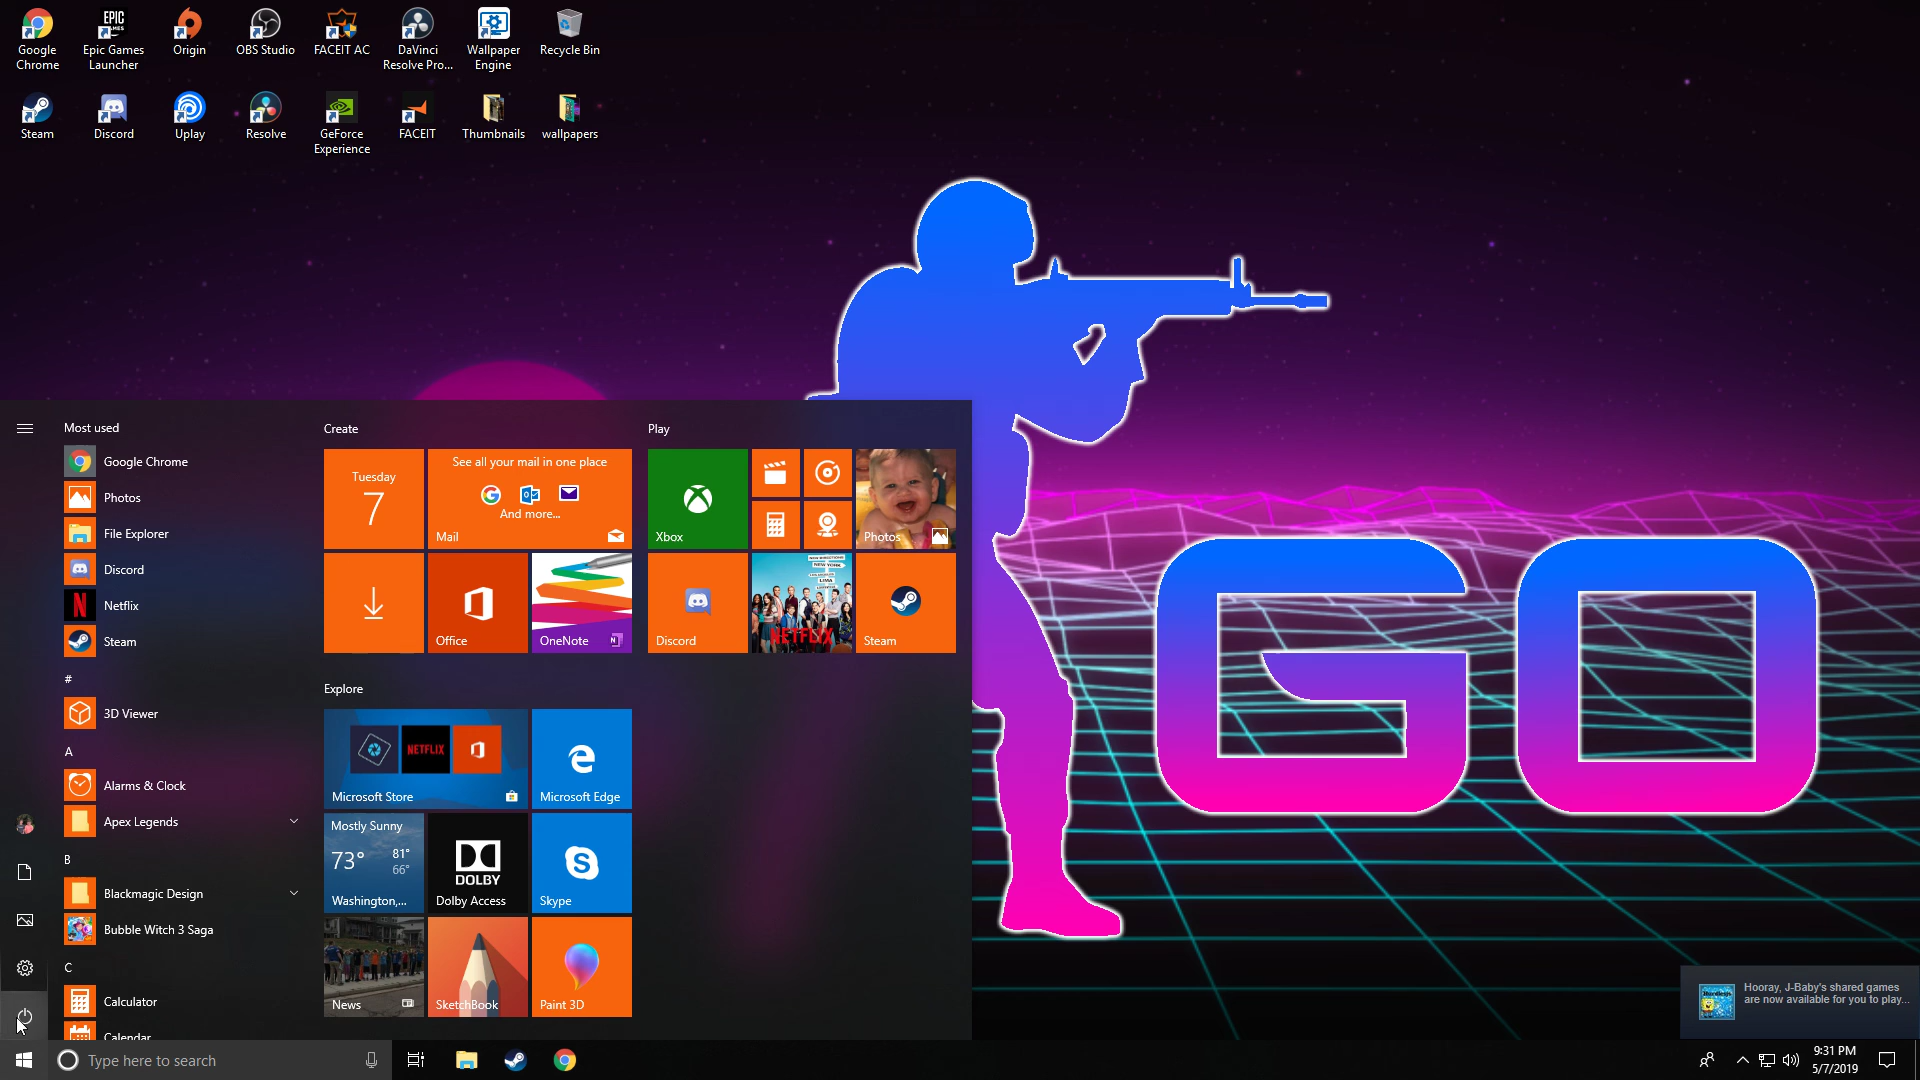 Google
Chrome
Epic Games
Launcher
Origin
OBS Studio
FACEIT AC
DaVinci
Resolve Pro...
Wallpaper
Engine
Recycle Bin
Steam
Discord
Uplay
Resolve
GeForce
Experience
FACEIT
Thumbnails
wallpapers
GO
Most used
Google Chrome
Photos
File Explorer
Discord
Netflix
Steam
#
3D Viewer
A
Alarms & Clock
Apex Legends
B
Blackmagic Design
Bubble Witch 3 Saga
C
Calculator
Calendar
Create
Tuesday
7
See all your mail in one place
And more...
Mail
Office
OneNote
Play
Xbox
Photos
Discord
NEW YORK
LIMA
NETFLIX
Steam
Explore
NETFLIX
Microsoft Store
Microsoft Edge
Mostly Sunny
73° 81°
66°
Washington,...
DOLBY
Dolby Access
Skype
News
SketchBook
Paint 3D
Hooray, J-Baby's shared games
are now available for you to play...
Type here to search
9:31 PM
5/7/2019